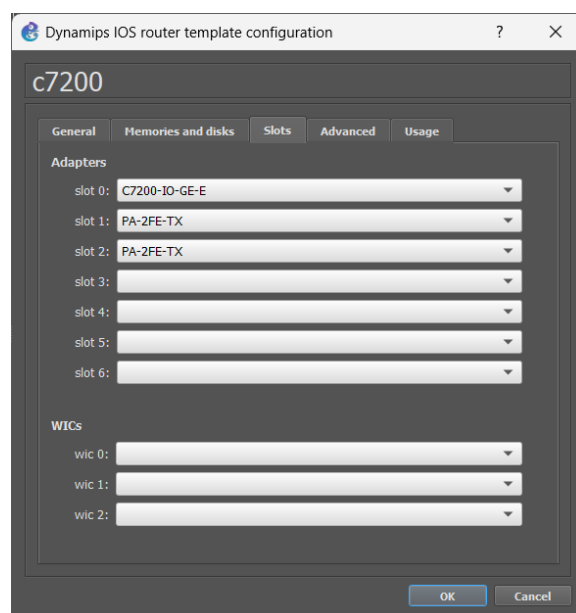 Dynamips IOS router template configuration ? ×
c7200
General Memories and disks Slots Advanced Usage
Adapters
slot 0: C7200-IO-GE-E
slot 1: PA-2FE-TX
slot 2: PA-2FE-TX
slot 3:
slot 4:
slot 5:
slot 6:
WICs
wic 0:
wic 1:
wic 2:
OK Cancel